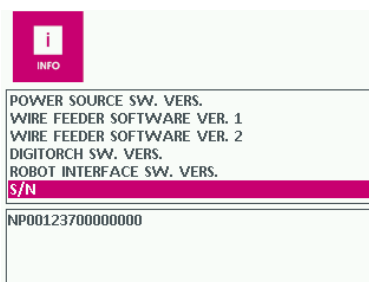 i
INFO
POWER SOURCE SW. VERS.
WIRE FEEDER SOFTWARE VER. 1
WIRE FEEDER SOFTWARE VER. 2
DIGITORCH SW. VERS.
ROBOT INTERFACE SW. VERS.
S/N
NP00123700000000